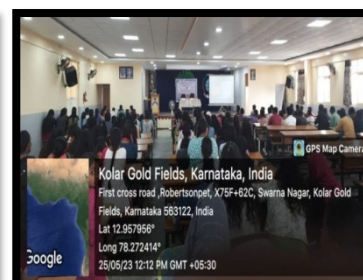 GPS Map Camera
Kolar Gold Fields, Karnataka, India
First cross road ,Robertsonpet, X75F+62C, Swarna Nagar, Kolar Gold
Fields, Karnataka 563122, India
Lat 12.957956°
Long 78.272414°
25/05/23 12:12 PM GMT +05:30
Google